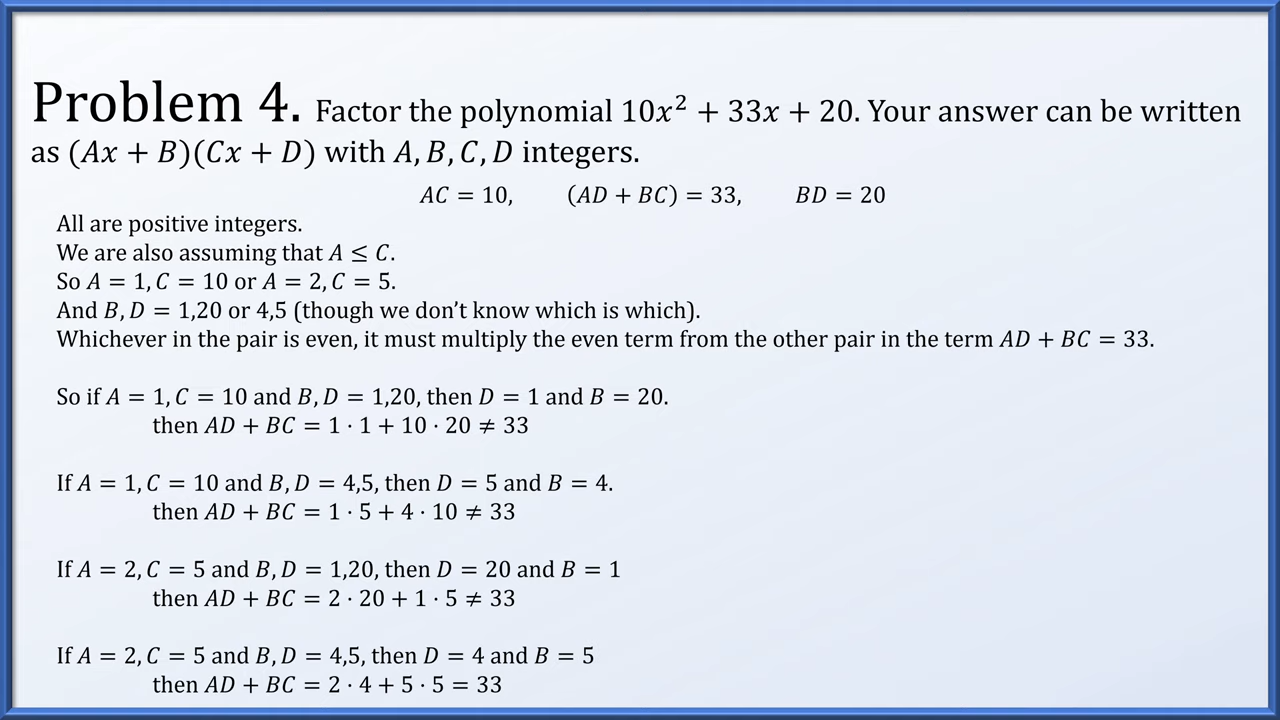 Problem 4. Factor the polynomial 10x² + 33x + 20. Your answer can be written
as (Ax + B)(Cx + D) with A, B, C, D integers.
AC = 10, (AD + BC) = 33, BD = 20
All are positive integers.
We are also assuming that A ≤ C.
So A = 1, C = 10 or A = 2, C = 5.
And B, D = 1,20 or 4,5 (though we don’t know which is which).
Whichever in the pair is even, it must multiply the even term from the other pair in the term AD + BC = 33.
So if A = 1, C = 10 and B, D = 1,20, then D = 1 and B = 20.
then AD + BC = 1 · 1 + 10 · 20 ≠ 33
If A = 1, C = 10 and B, D = 4,5, then D = 5 and B = 4.
then AD + BC = 1 · 5 + 4 · 10 ≠ 33
If A = 2, C = 5 and B, D = 1,20, then D = 20 and B = 1
then AD + BC = 2 · 20 + 1 · 5 ≠ 33
If A = 2, C = 5 and B, D = 4,5, then D = 4 and B = 5
then AD + BC = 2 · 4 + 5 · 5 = 33